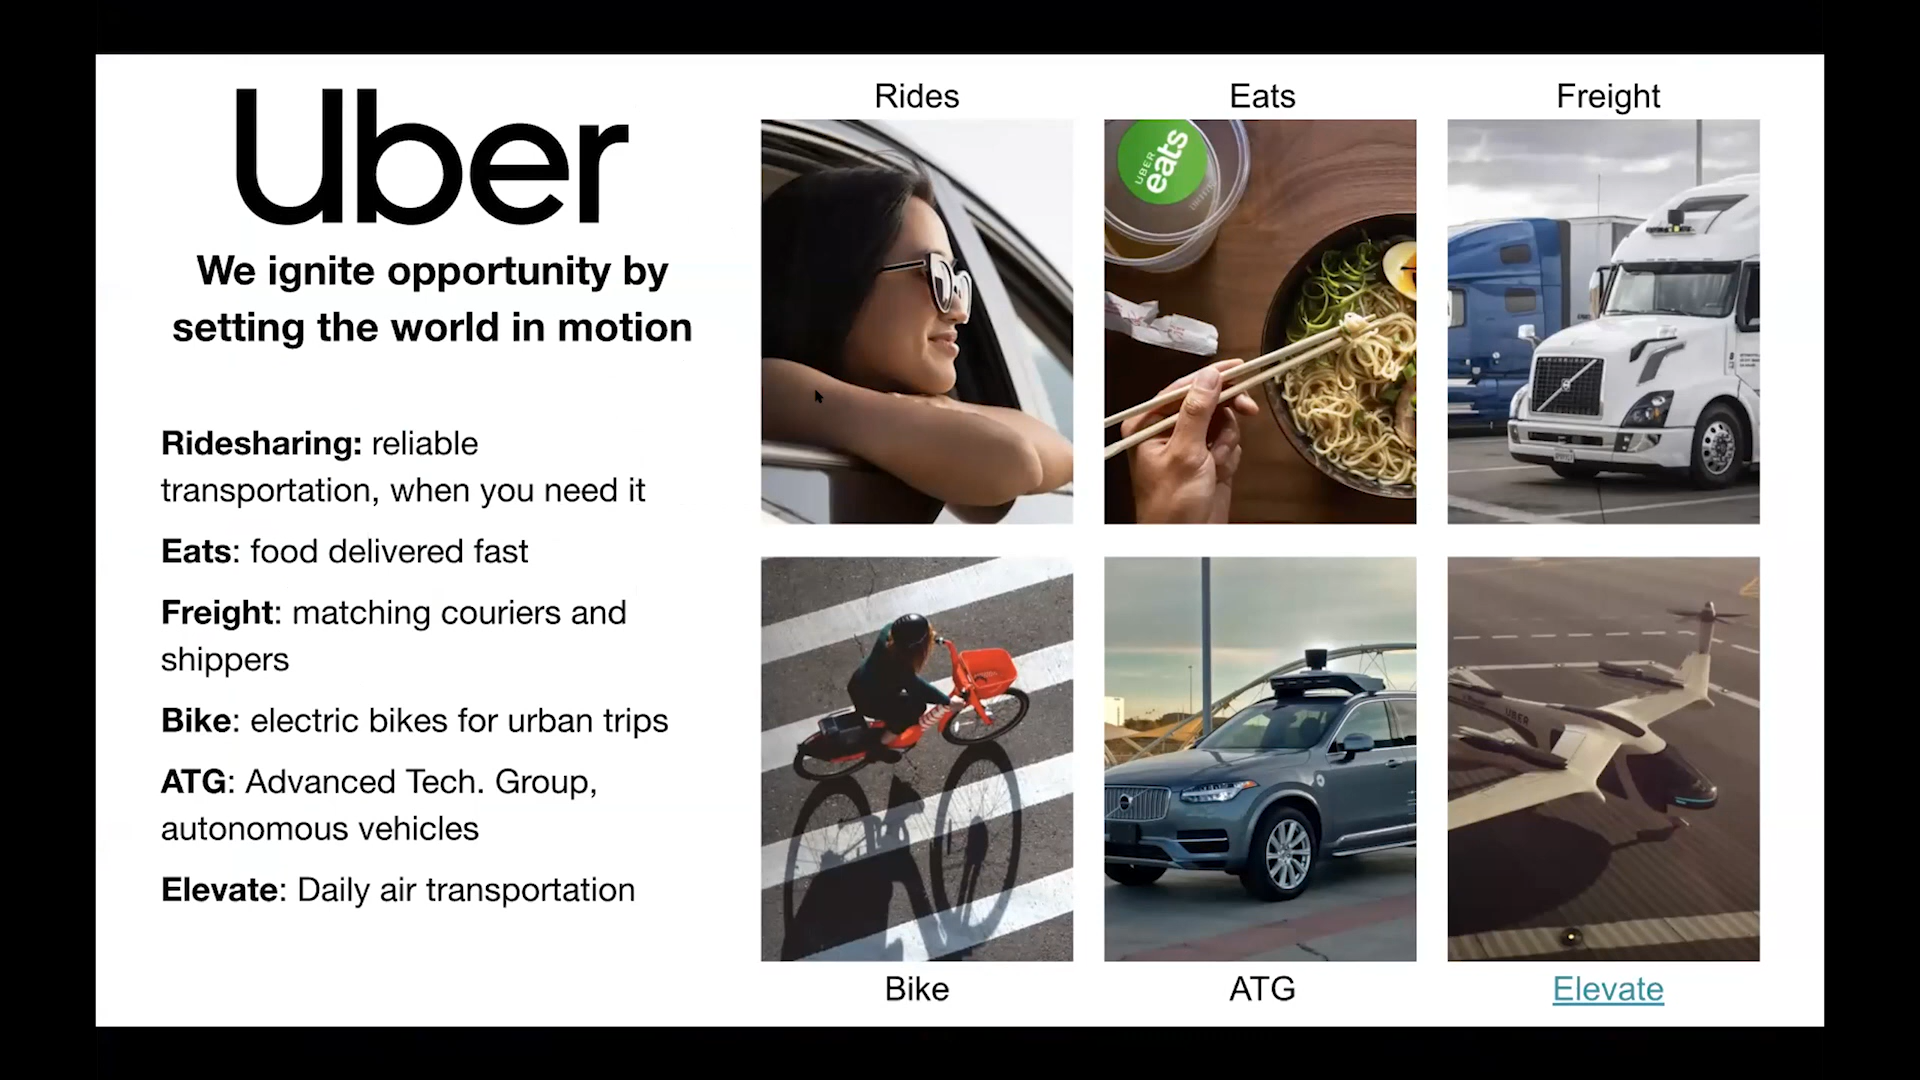 Uber
We ignite opportunity by
setting the world in motion
Ridesharing: reliable
transportation, when you need it
Eats: food delivered fast
Freight: matching couriers and
shippers
Bike: electric bikes for urban trips
ATG: Advanced Tech. Group,
autonomous vehicles
Elevate: Daily air transportation
Rides
Eats
Freight
UBER
eats
UBER
Bike
ATG
Elevate